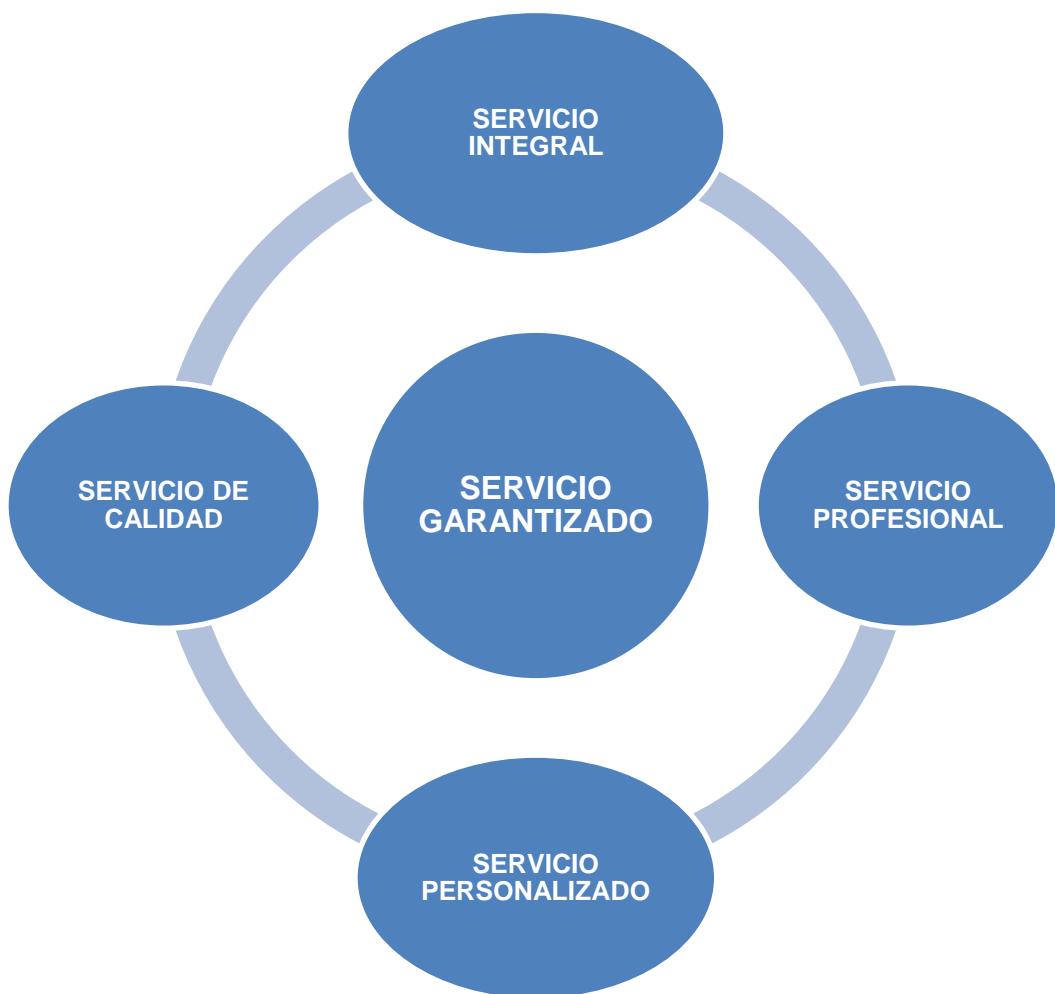 SERVICIO
INTEGRAL
SERVICIO DE
CALIDAD
SERVICIO
GARANTIZADO
SERVICIO
PROFESIONAL
SERVICIO
PERSONALIZADO